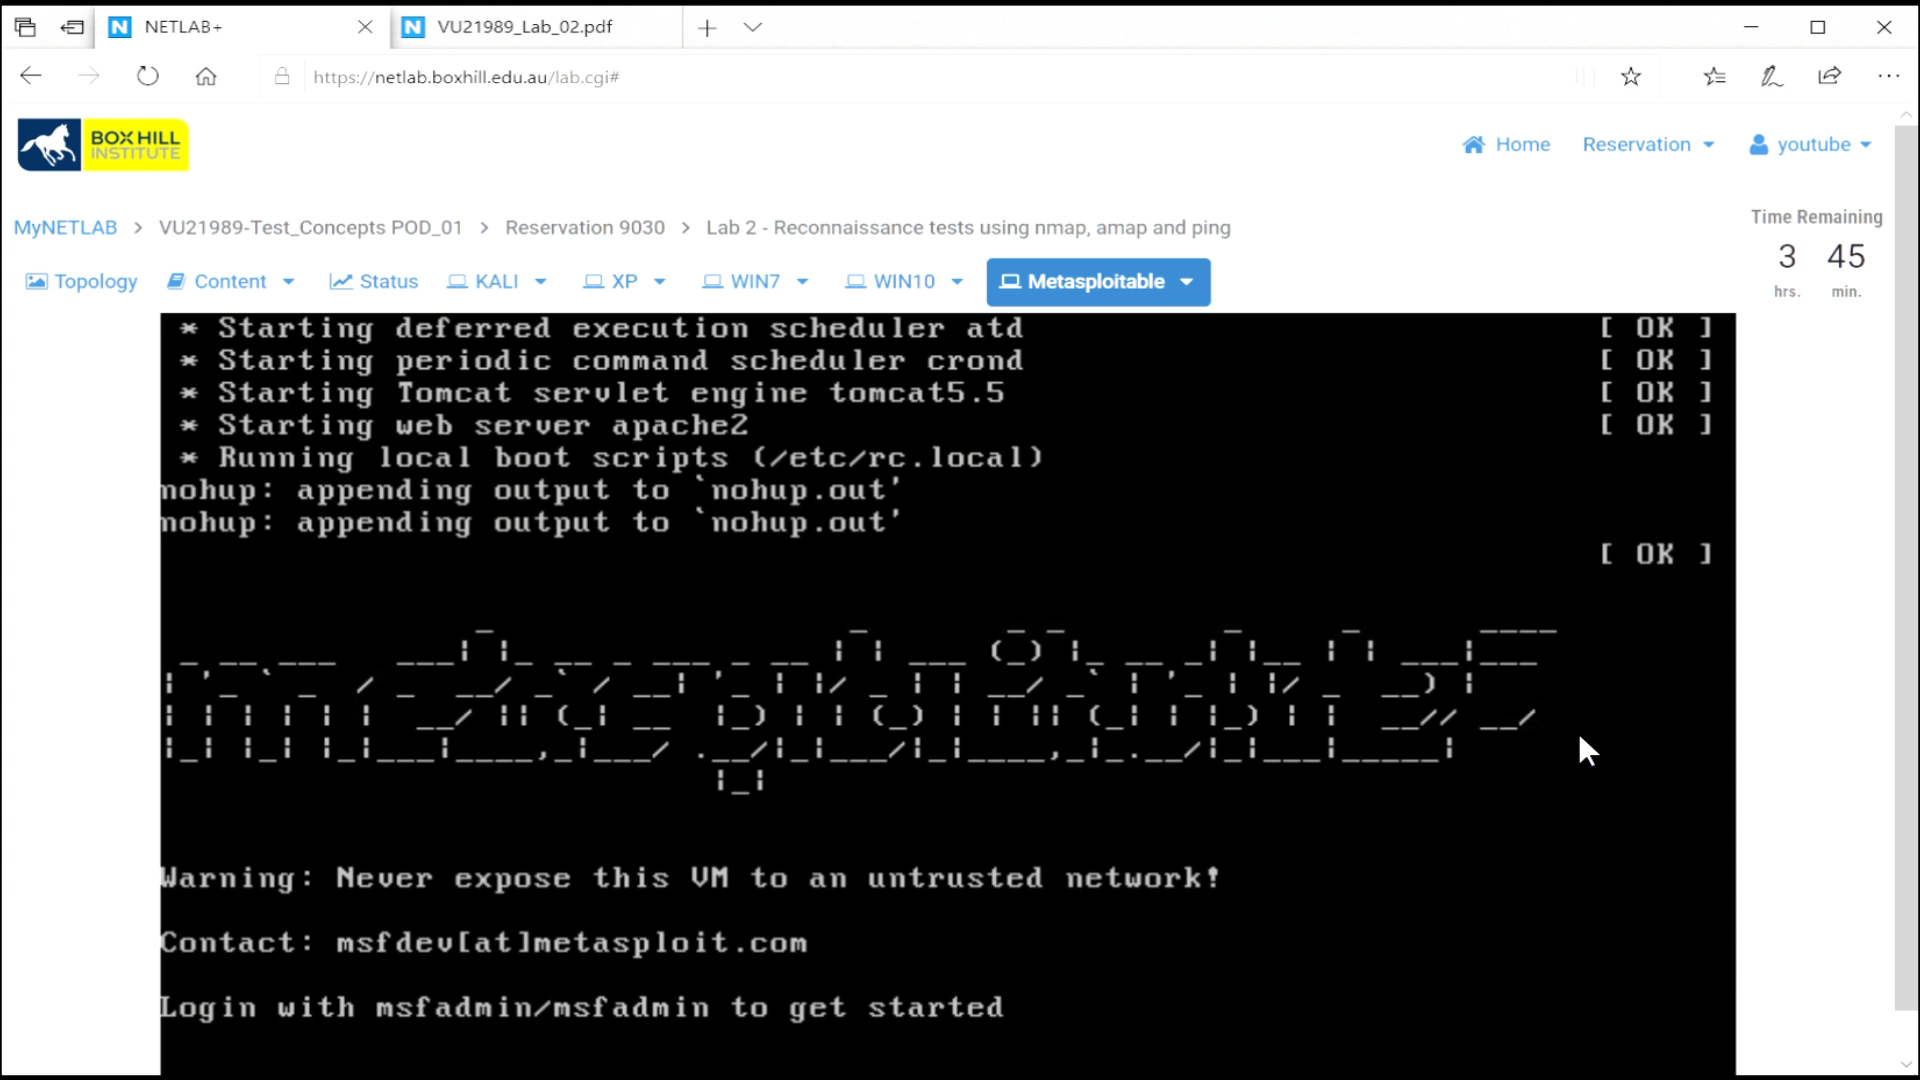 NETLAB+
VU21989_Lab_02.pdf
https://netlab.boxhill.edu.au/lab.cgi#
BOX HILL
INSTITUTE
Home
Reservation
youtube
MyNETLAB > VU21989-Test_Concepts POD_01 > Reservation 9030 > Lab 2 - Reconnaissance tests using nmap, amap and ping
Time Remaining
3 45
hrs. min.
Topology
Content
Status
KALI
XP
WIN7
WIN10
Metasploitable
* Starting deferred execution scheduler atd [ OK ]
* Starting periodic command scheduler crond [ OK ]
* Starting Tomcat servlet engine tomcat5.5 [ OK ]
* Starting web server apache2 [ OK ]
* Running local boot scripts (/etc/rc.local)
nohup: appending output to `nohup.out'
nohup: appending output to `nohup.out'
[ OK ]
metasploitable2
Warning: Never expose this VM to an untrusted network!
Contact: msfdev[at]metasploit.com
Login with msfadmin/msfadmin to get started